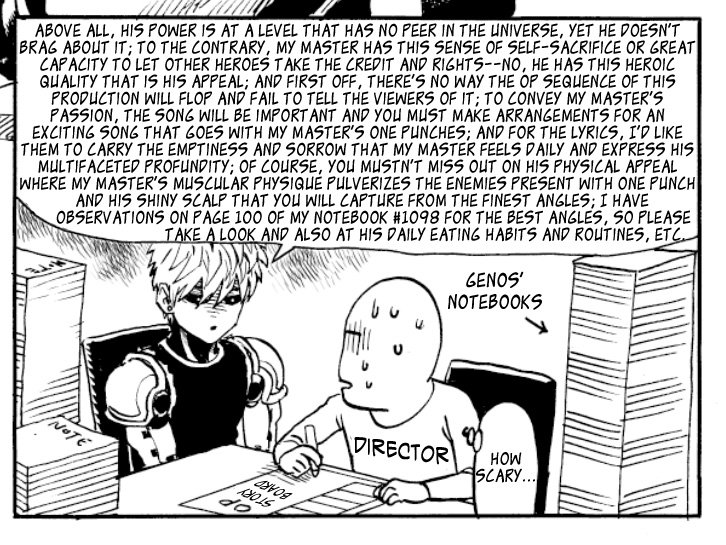 ABOVE ALL, HIS POWER IS AT A LEVEL THAT HAS NO PEER IN THE UNIVERSE, YET HE DOESN'T
BRAG ABOUT IT; TO THE CONTRARY, MY MASTER HAS THIS SENSE OF SELF-SACRIFICE OR GREAT
CAPACITY TO LET OTHER HEROES TAKE THE CREDIT AND RIGHTS--NO, HE HAS THIS HEROIC
QUALITY THAT IS HIS APPEAL; AND FIRST OFF, THERE'S NO WAY THE OP SEQUENCE OF THIS
PRODUCTION WILL FLOP AND FAIL TO TELL THE VIEWERS OF IT; TO CONVEY MY MASTER'S
PASSION, THE SONG WILL BE IMPORTANT AND YOU MUST MAKE ARRANGEMENTS FOR AN
EXCITING SONG THAT GOES WITH MY MASTER'S ONE PUNCHES; AND FOR THE LYRICS, I'D LIKE
THEM TO CARRY THE EMPTINESS AND SORROW THAT MY MASTER FEELS DAILY AND EXPRESS HIS
MULTIFACETED PROFUNDITY; OF COURSE, YOU MUSTN'T MISS OUT ON HIS PHYSICAL APPEAL
WHERE MY MASTER'S MUSCULAR PHYSIQUE PULVERIZES THE ENEMIES PRESENT WITH ONE PUNCH
AND HIS SHINY SCALP THAT YOU WILL CAPTURE FROM THE FINEST ANGLES; I HAVE
OBSERVATIONS ON PAGE 100 OF MY NOTEBOOK #1098 FOR THE BEST ANGLES, SO PLEASE
TAKE A LOOK AND ALSO AT HIS DAILY EATING HABITS AND ROUTINES, ETC.
GENOS'
NOTEBOOKS
NOTE
DIRECTOR
HOW
SCARY...
OP
STORY
BOARD